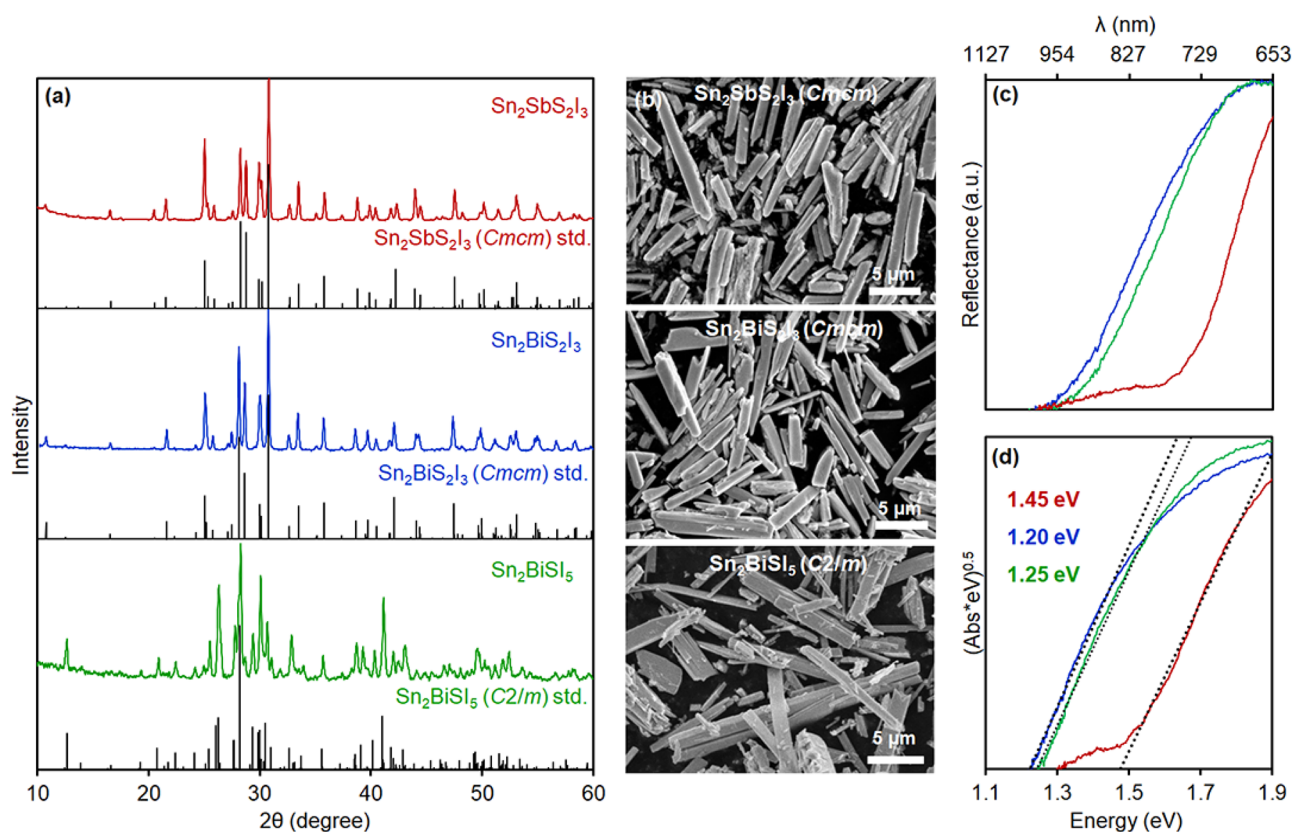 (a)
Sn₂SbS₂I₃
Sn₂SbS₂I₃ (Cmcm) std.
Sn₂BiS₂I₃
Sn₂BiS₂I₃ (Cmcm) std.
Sn₂BiSI₅
Sn₂BiSI₅ (C2/m) std.
Intensity
10 20 30 40 50 60
2θ (degree)
(b)
Sn₂SbS₂I₃ (Cmcm)
5 µm
Sn₂BiS₂I₃ (Cmcm)
5 µm
Sn₂BiSI₅ (C2/m)
5 µm
λ (nm)
1127 954 827 729 653
(c)
Reflectance (a.u.)
(d)
1.45 eV
1.20 eV
1.25 eV
(Abs*eV)⁰·⁵
1.1 1.3 1.5 1.7 1.9
Energy (eV)